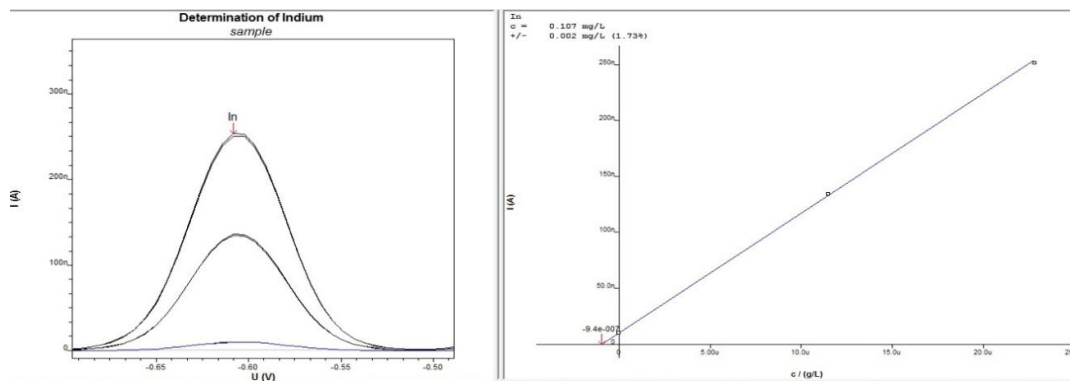 Determination of Indium
sample
In
300n
200n
100n
0
I (A)
-0.65
-0.60
-0.55
-0.50
U (V)
In
c = 0.107 mg/L
+/- 0.002 mg/L (1.73%)
250n
200n
150n
100n
50.0n
I (A)
-9.4e-007
0
0
5.00u
10.0u
15.0u
20.0u
c / (g/L)